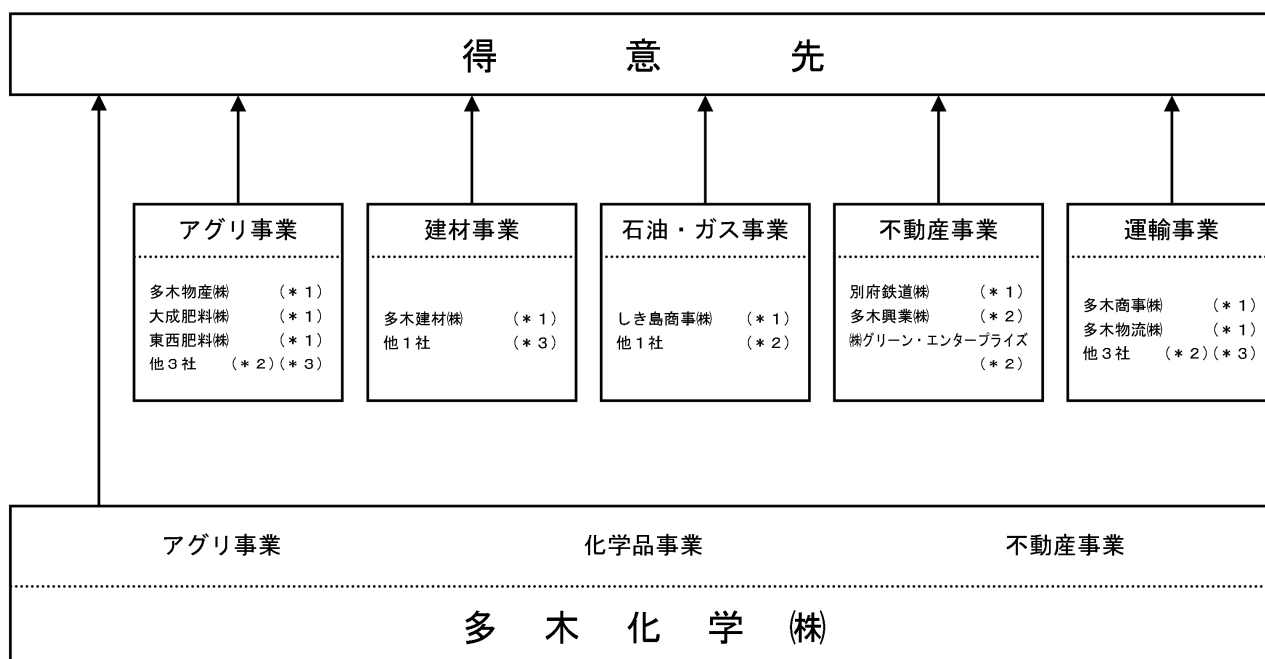 得意先
アグリ事業
多木物産㈱ (＊1)
大成肥料㈱ (＊1)
東西肥料㈱ (＊1)
他3社 (＊2)(＊3)
建材事業
多木建材㈱ (＊1)
他1社 (＊3)
石油・ガス事業
しき島商事㈱ (＊1)
他1社 (＊2)
不動産事業
別府鉄道㈱ (＊1)
多木興業㈱ (＊2)
㈱グリーン・エンタープライズ
(＊2)
運輸事業
多木商事㈱ (＊1)
多木物流㈱ (＊1)
他3社 (＊2)(＊3)
アグリ事業 化学品事業 不動産事業
多木化学㈱